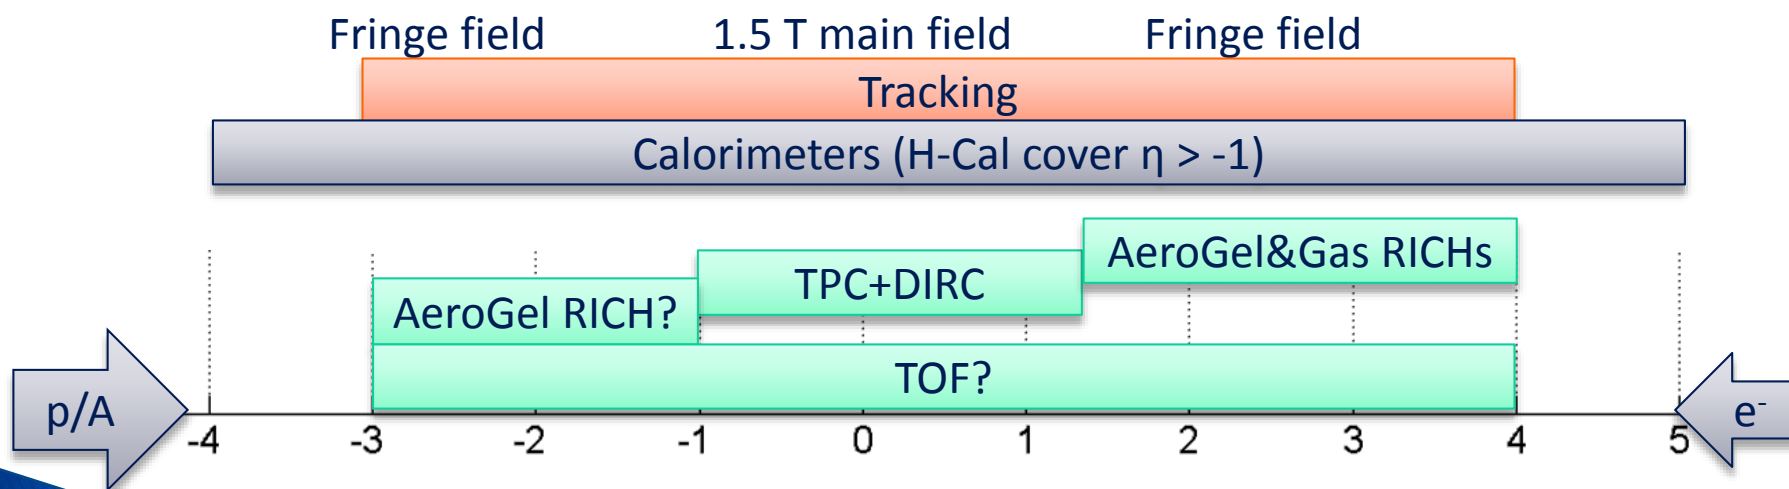 Fringe field 1.5 T main field Fringe field
Tracking
Calorimeters (H-Cal cover η > -1)
AeroGel&Gas RICHs
TPC+DIRC
AeroGel RICH?
TOF?
p/A
e-
-4 -3 -2 -1 0 1 2 3 4 5